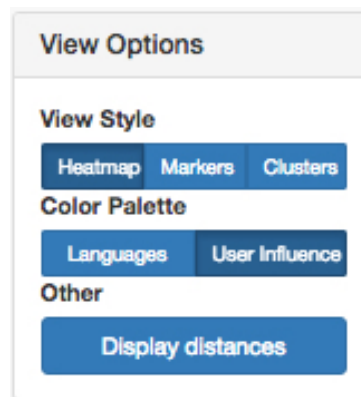 View Options
View Style
Heatmap Markers Clusters
Color Palette
Languages User Influence
Other
Display distances